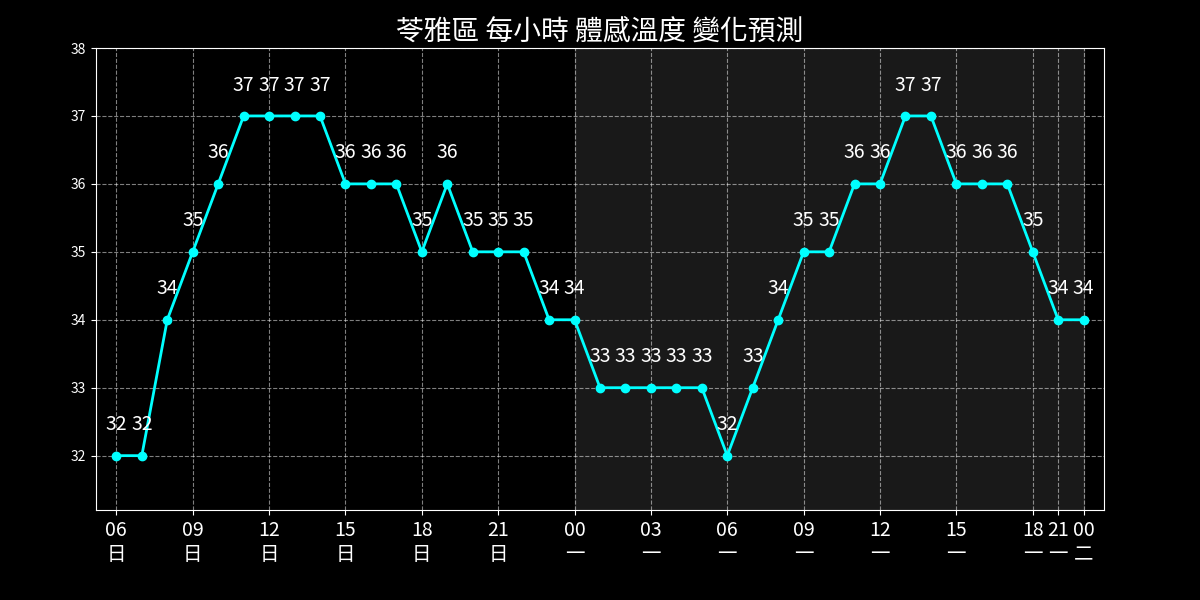 苓雅區 每小時 體感溫度 變化預測
38
37 37 37 37 37 37
37
36 36 36 36 36 36 36 36 36 36
36
35 35 35 35 35 35 35 35
35
34 34 34 34 34 34
34
33 33 33 33 33 33
33
32 32 32
32
06 09 12 15 18 21 00 03 06 09 12 15 18 21 00
日 日 日 日 日 日 一 一 一 一 一 一 一 一 二